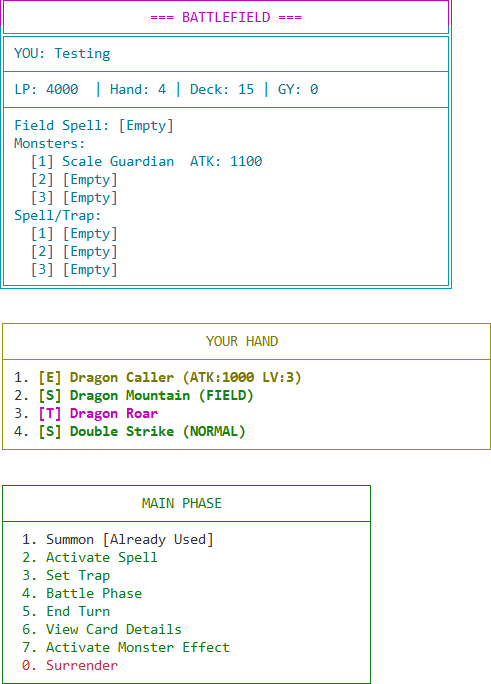 === BATTLEFIELD ===
YOU: Testing
LP: 4000 | Hand: 4 | Deck: 15 | GY: 0
Field Spell: [Empty]
Monsters:
[1] Scale Guardian ATK: 1100
[2] [Empty]
[3] [Empty]
Spell/Trap:
[1] [Empty]
[2] [Empty]
[3] [Empty]
YOUR HAND
1. [E] Dragon Caller (ATK:1000 LV:3)
2. [S] Dragon Mountain (FIELD)
3. [T] Dragon Roar
4. [S] Double Strike (NORMAL)
MAIN PHASE
1. Summon [Already Used]
2. Activate Spell
3. Set Trap
4. Battle Phase
5. End Turn
6. View Card Details
7. Activate Monster Effect
0. Surrender